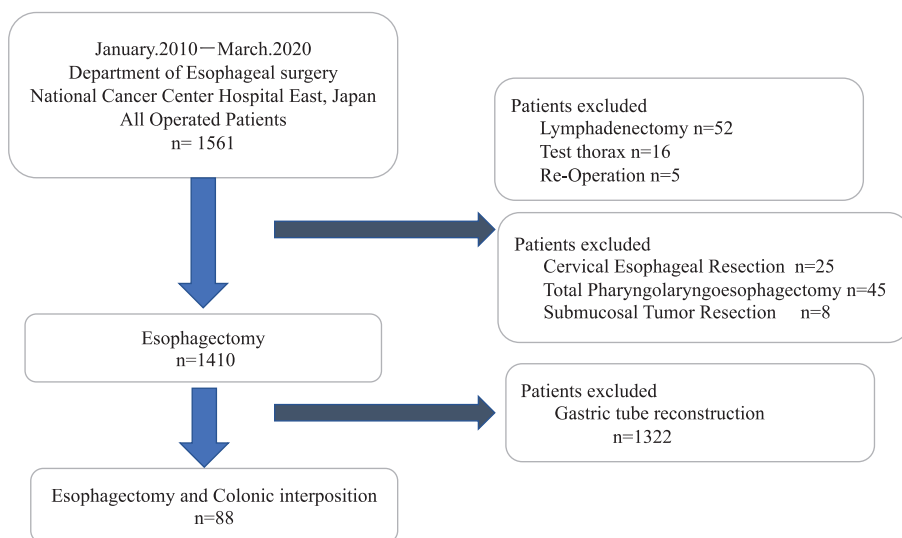 January.2010－March.2020
Department of Esophageal surgery
National Cancer Center Hospital East, Japan
All Operated Patients
n= 1561
Patients excluded
Lymphadenectomy n=52
Test thorax n=16
Re-Operation n=5
Patients excluded
Cervical Esophageal Resection n=25
Total Pharyngolaryngoesophagectomy n=45
Submucosal Tumor Resection n=8
Esophagectomy
n=1410
Patients excluded
Gastric tube reconstruction
n=1322
Esophagectomy and Colonic interposition
n=88